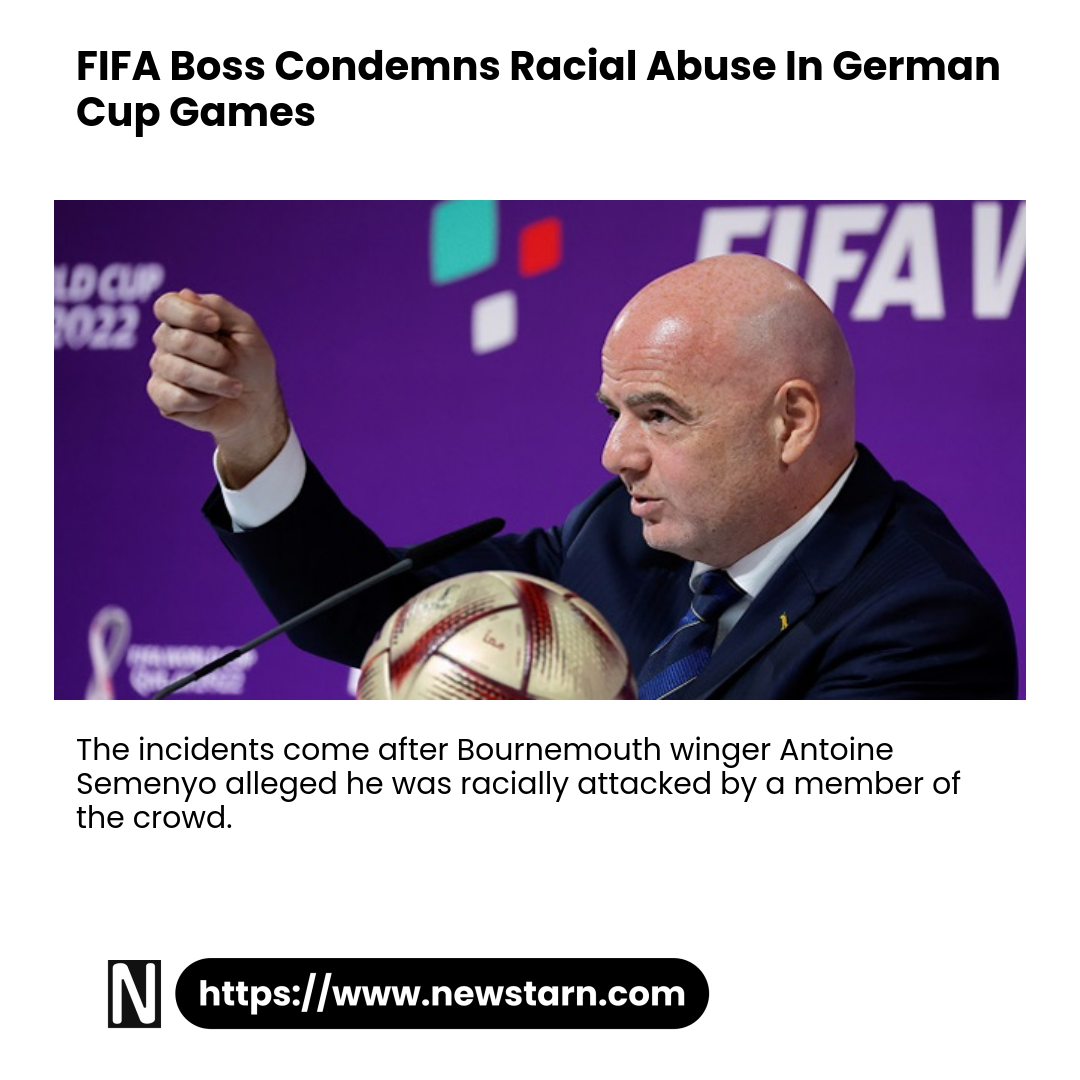 FIFA Boss Condemns Racial Abuse In German
Cup Games
LD CUP
2022
FIFA W
The incidents come after Bournemouth winger Antoine
Semenyo alleged he was racially attacked by a member of
the crowd.
N
https://www.newstarn.com